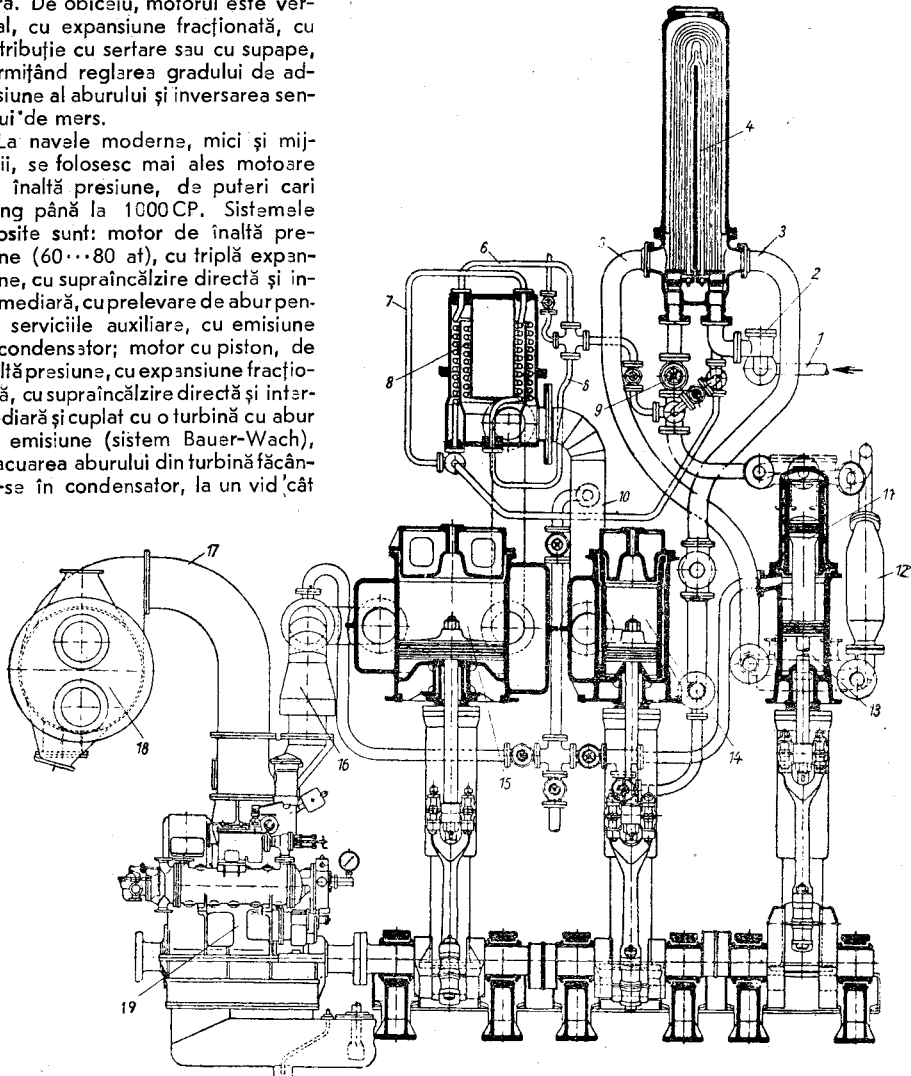 ră. De obiceiu, motorul este ver-
al, cu expansiune fracționată, cu
tribuție cu sertare sau cu supape,
rmițând reglarea gradului de ad-
siune al aburului și inversarea sen-
ui de mers.
La navele moderne, mici și mij-
ii, se folosesc mai ales motoare
înaltă presiune, de puteri cari
ng până la 1000 CP. Sistemele
osite sunt: motor de înaltă pre-
ne (60···80 at), cu triplă expan-
ne, cu supraîncălzire directă și in-
mediară, cu prelevare de abur pen-
serviciile auxiliare, cu emisiune
condensator; motor cu piston, de
ltă presiune, cu expansiune fracțio-
tă, cu supraîncălzire directă și inter-
diară și cuplat cu o turbină cu abur
emisiune (sistem Bauer-Wach),
acuarea aburului din turbină făcân-
-se în condensator, la un vid cât
4
3
2
1
6
7
8
9
10
11
12
13
14
15
16
17
18
19